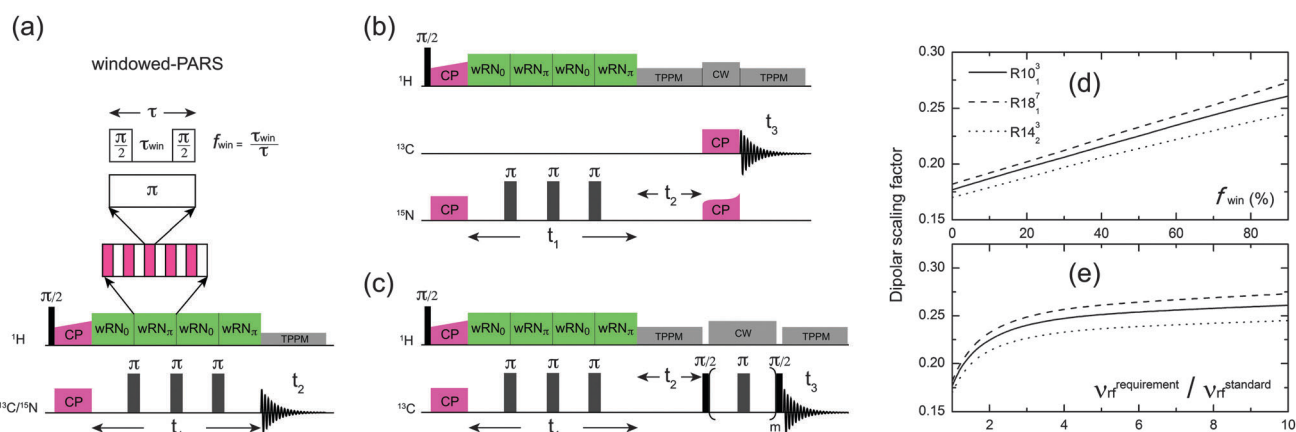 (a)
windowed-PARS
τ
π/2 τwin π/2 fwin = τwin/τ
π
π/2
CP wRN0 wRNπ wRN0 wRNπ TPPM
¹H
π π π
t2
CP
¹³C/¹⁵N
(b)
π/2
CP wRN0 wRNπ wRN0 wRNπ TPPM CW TPPM
¹H
t3
CP
¹³C
π π π
CP t2 CP
¹⁵N
t1
(c)
π/2
CP wRN0 wRNπ wRN0 wRNπ TPPM CW TPPM
¹H
π π π t2 π/2 π π/2 t3
CP
¹³C
m
Dipolar scaling factor
0.30
0.25
0.20
0.15
R10₁³
R18₁⁷
R14₂³
(d)
fwin (%)
0 20 40 60 80
0.30
0.25
0.20
0.15
(e)
νrf requirement / νrf standard
2 4 6 8 10